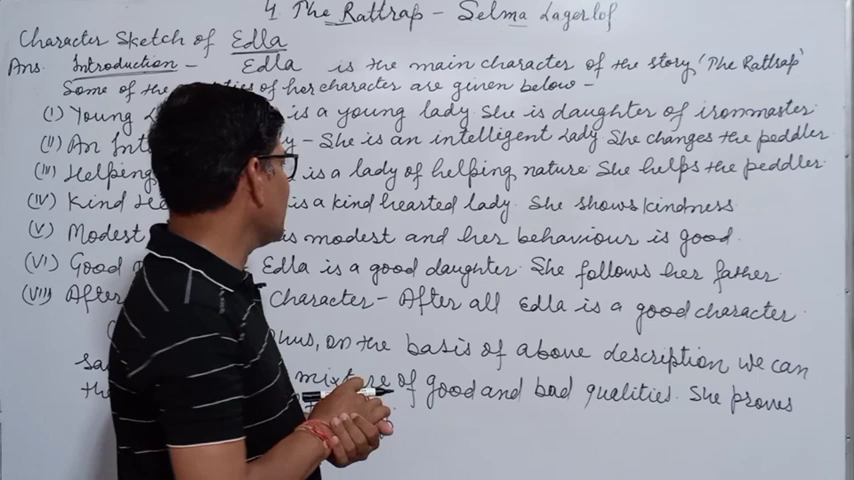 4 The Rattrap - Selma Lagerlof
Character Sketch of Edla
Ans. Introduction - Edla is the main character of the story 'The Rattrap'
Some of the of her character are given below -
(I) Young is a young lady She is daughter of ironmaster
(II) An - She is an intelligent lady She changes the peddler
(III) Helping is a lady of helping nature She helps the peddler
(IV) Kind is a kind hearted lady. She shows kindness
(V) Modest is modest and her behaviour is good.
(VI) Good Edla is a good daughter. She follows her father
(VII) After Character - After all Edla is a good character
on the basis of above description we can
mixture of good and bad qualities. She proves